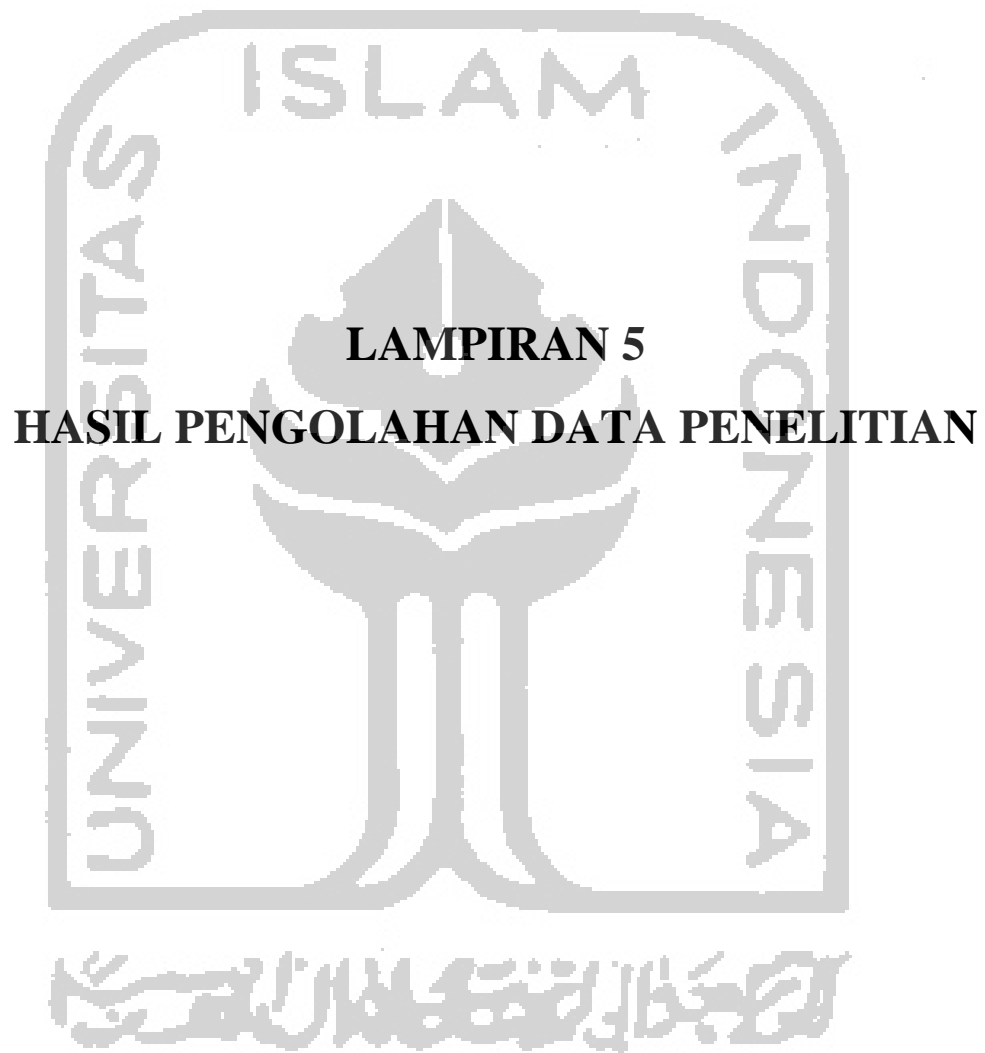 ISLAM
UNIVERSITAS
INDONESIA
LAMPIRAN 5
HASIL PENGOLAHAN DATA PENELITIAN